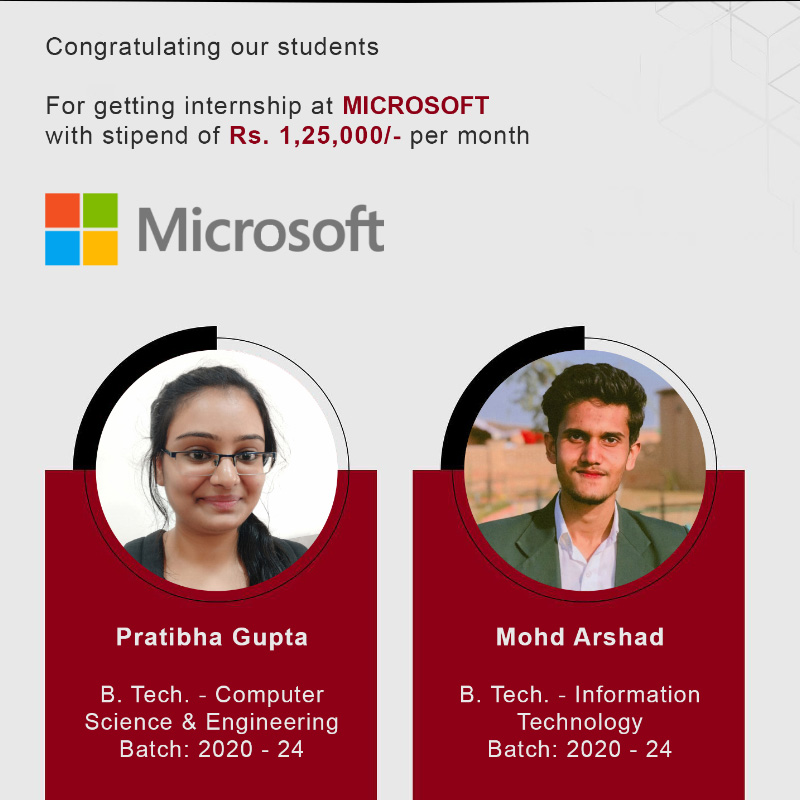 Congratulating our students
For getting internship at MICROSOFT
with stipend of Rs. 1,25,000/- per month
Microsoft
Pratibha Gupta
B. Tech. - Computer
Science & Engineering
Batch: 2020 - 24
Mohd Arshad
B. Tech. - Information
Technology
Batch: 2020 - 24